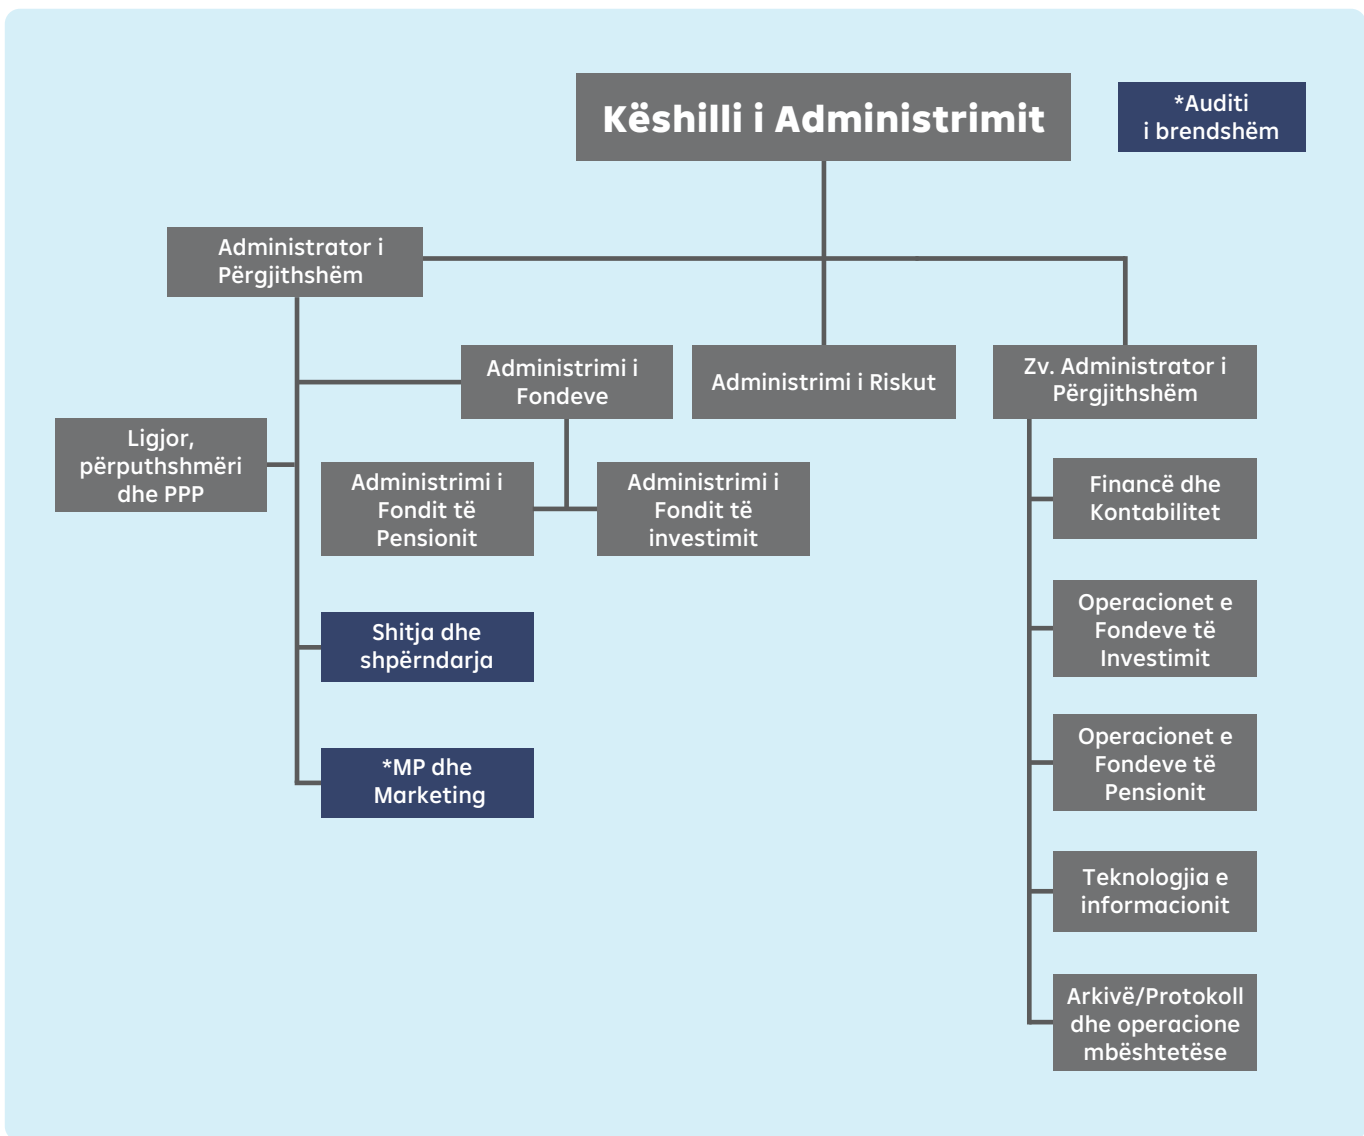 Këshilli i Administrimit
*Auditi
i brendshëm
Administrator i
Përgjithshëm
Administrimi i
Fondeve
Administrimi i Riskut
Zv. Administrator i
Përgjithshëm
Ligjor,
përputhshmëri
dhe PPP
Administrimi i
Fondit të
Pensionit
Administrimi i
Fondit të
investimit
Financë dhe
Kontabilitet
Shitja dhe
shpërndarja
Operacionet e
Fondeve të
Investimit
*MP dhe
Marketing
Operacionet e
Fondeve të
Pensionit
Teknologjia e
informacionit
Arkivë/Protokoll
dhe operacione
mbështetëse